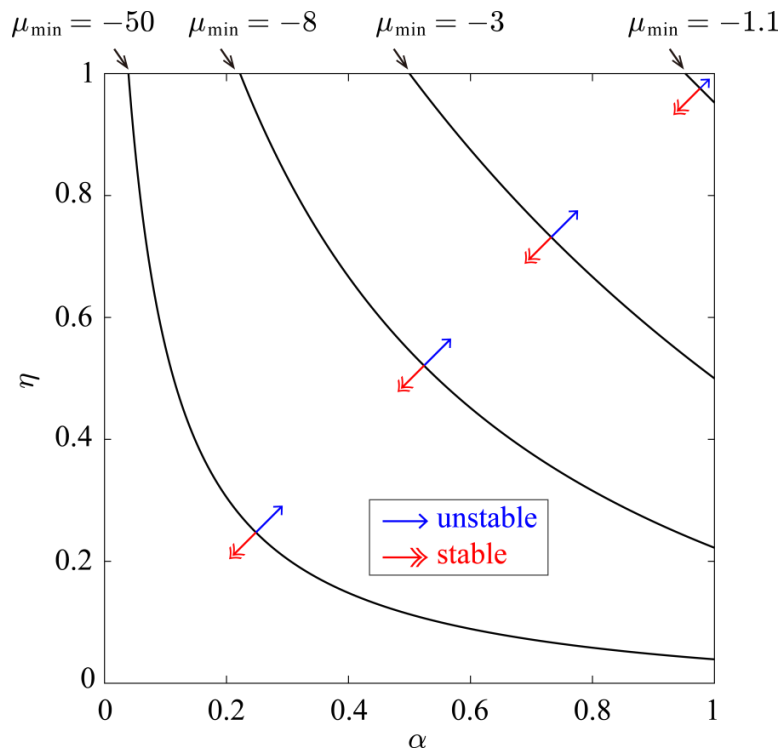 μmin = −50 μmin = −8 μmin = −3 μmin = −1.1
1
0.8
0.6
η
0.4
unstable
stable
0.2
0
0 0.2 0.4 0.6 0.8 1
α